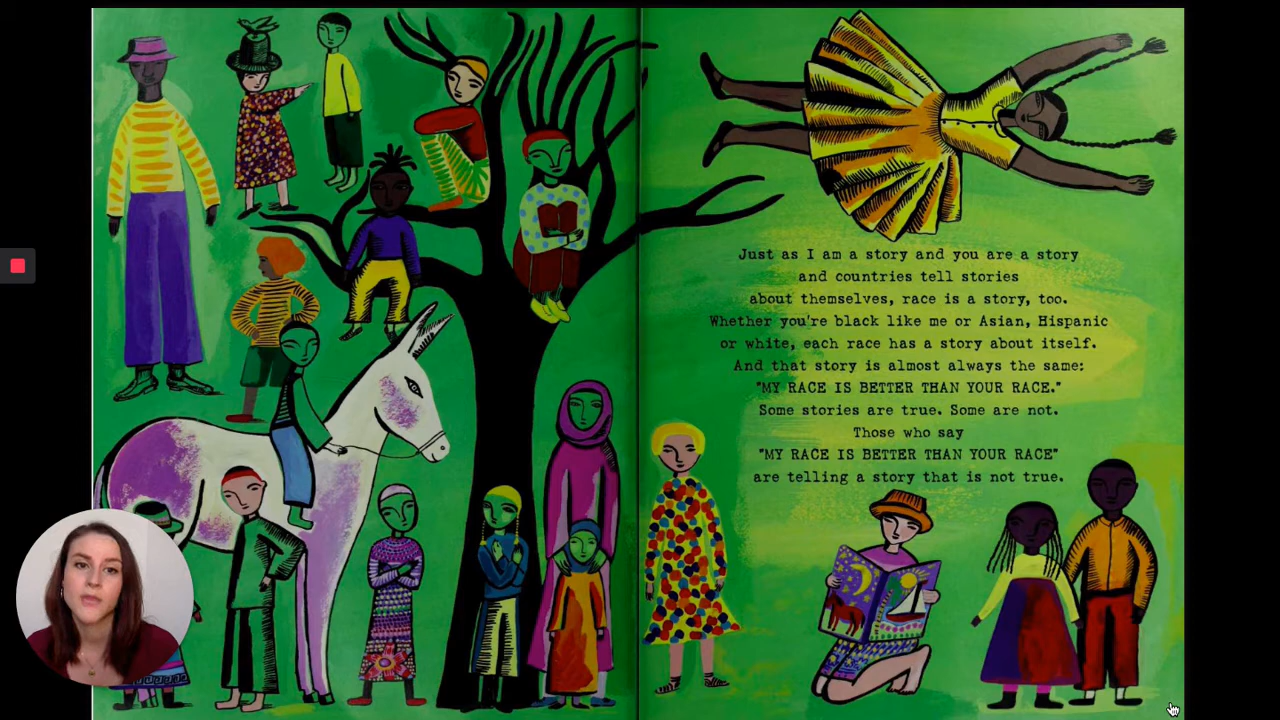 Just as I am a story and you are a story
and countries tell stories
about themselves, race is a story, too.
Whether you're black like me or Asian, Hispanic
or white, each race has a story about itself.
And that story is almost always the same:
"MY RACE IS BETTER THAN YOUR RACE."
Some stories are true. Some are not.
Those who say
"MY RACE IS BETTER THAN YOUR RACE"
are telling a story that is not true.